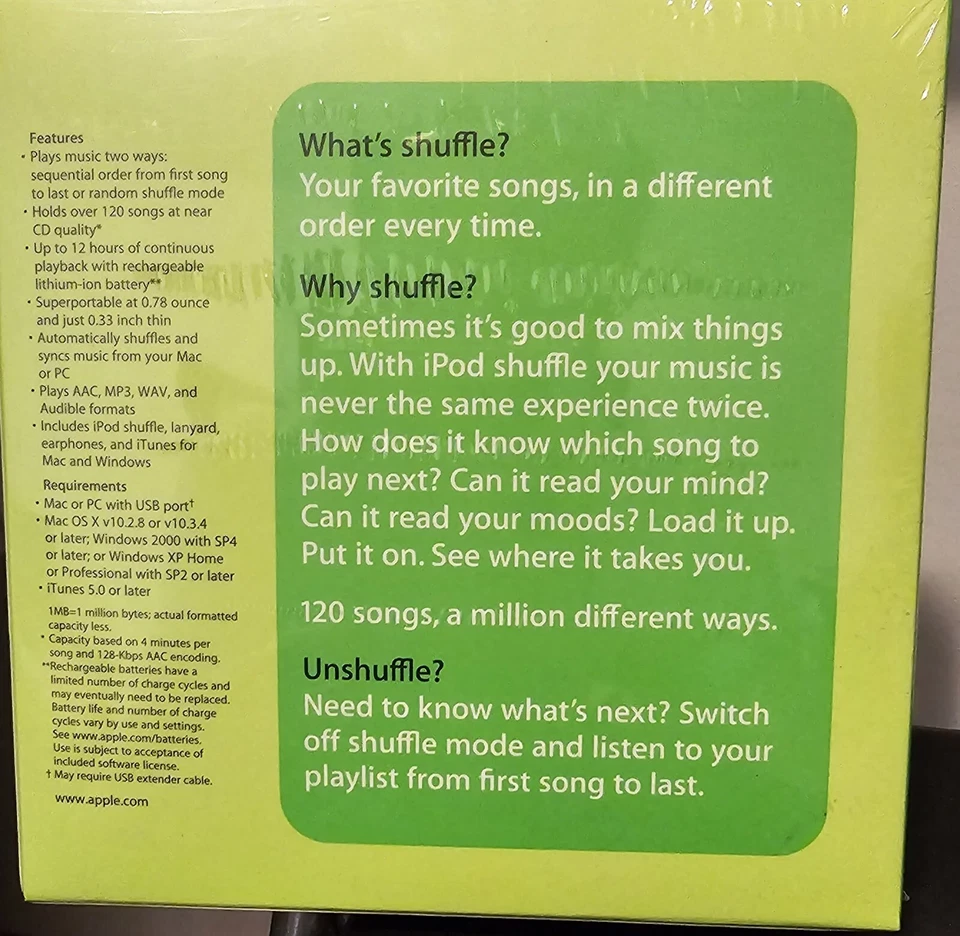 Features
• Plays music two ways:
sequential order from first song
to last or random shuffle mode
• Holds over 120 songs at near
CD quality*
• Up to 12 hours of continuous
playback with rechargeable
lithium-ion battery**
• Superportable at 0.78 ounce
and just 0.33 inch thin
• Automatically shuffles and
syncs music from your Mac
or PC
• Plays AAC, MP3, WAV, and
Audible formats
• Includes iPod shuffle, lanyard,
earphones, and iTunes for
Mac and Windows
Requirements
• Mac or PC with USB port†
• Mac OS X v10.2.8 or v10.3.4
or later; Windows 2000 with SP4
or later; or Windows XP Home
or Professional with SP2 or later
• iTunes 5.0 or later
1MB=1 million bytes; actual formatted
capacity less.
* Capacity based on 4 minutes per
song and 128-Kbps AAC encoding.
**Rechargeable batteries have a
limited number of charge cycles and
may eventually need to be replaced.
Battery life and number of charge
cycles vary by use and settings.
See www.apple.com/batteries.
Use is subject to acceptance of
included software license.
† May require USB extender cable.
www.apple.com
What's shuffle?
Your favorite songs, in a different
order every time.
Why shuffle?
Sometimes it's good to mix things
up. With iPod shuffle your music is
never the same experience twice.
How does it know which song to
play next? Can it read your mind?
Can it read your moods? Load it up.
Put it on. See where it takes you.
120 songs, a million different ways.
Unshuffle?
Need to know what's next? Switch
off shuffle mode and listen to your
playlist from first song to last.